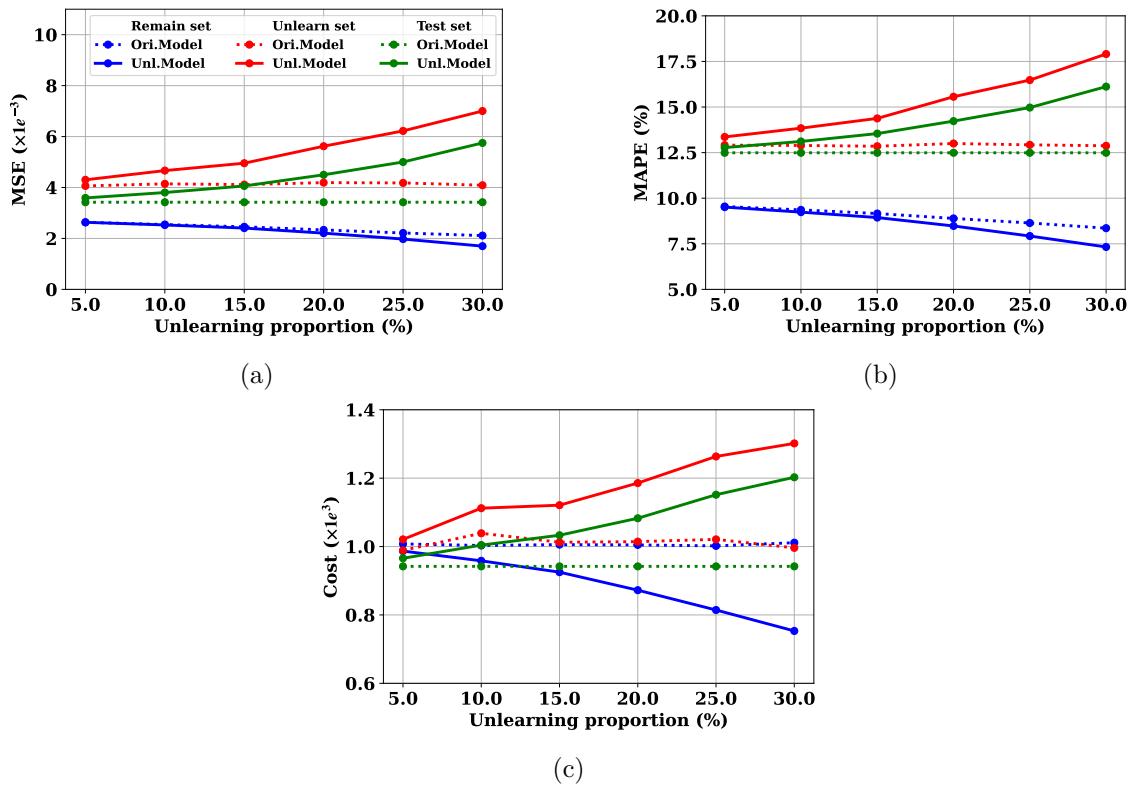 Remain set Unlearn set Test set
Ori.Model Ori.Model Ori.Model
Unl.Model Unl.Model Unl.Model
MSE (×1e⁻³)
10
8
6
4
2
0
5.0 10.0 15.0 20.0 25.0 30.0
Unlearning proportion (%)
(a)
MAPE (%)
20.0
17.5
15.0
12.5
10.0
7.5
5.0
5.0 10.0 15.0 20.0 25.0 30.0
Unlearning proportion (%)
(b)
Cost (×1e³)
1.4
1.2
1.0
0.8
0.6
5.0 10.0 15.0 20.0 25.0 30.0
Unlearning proportion (%)
(c)